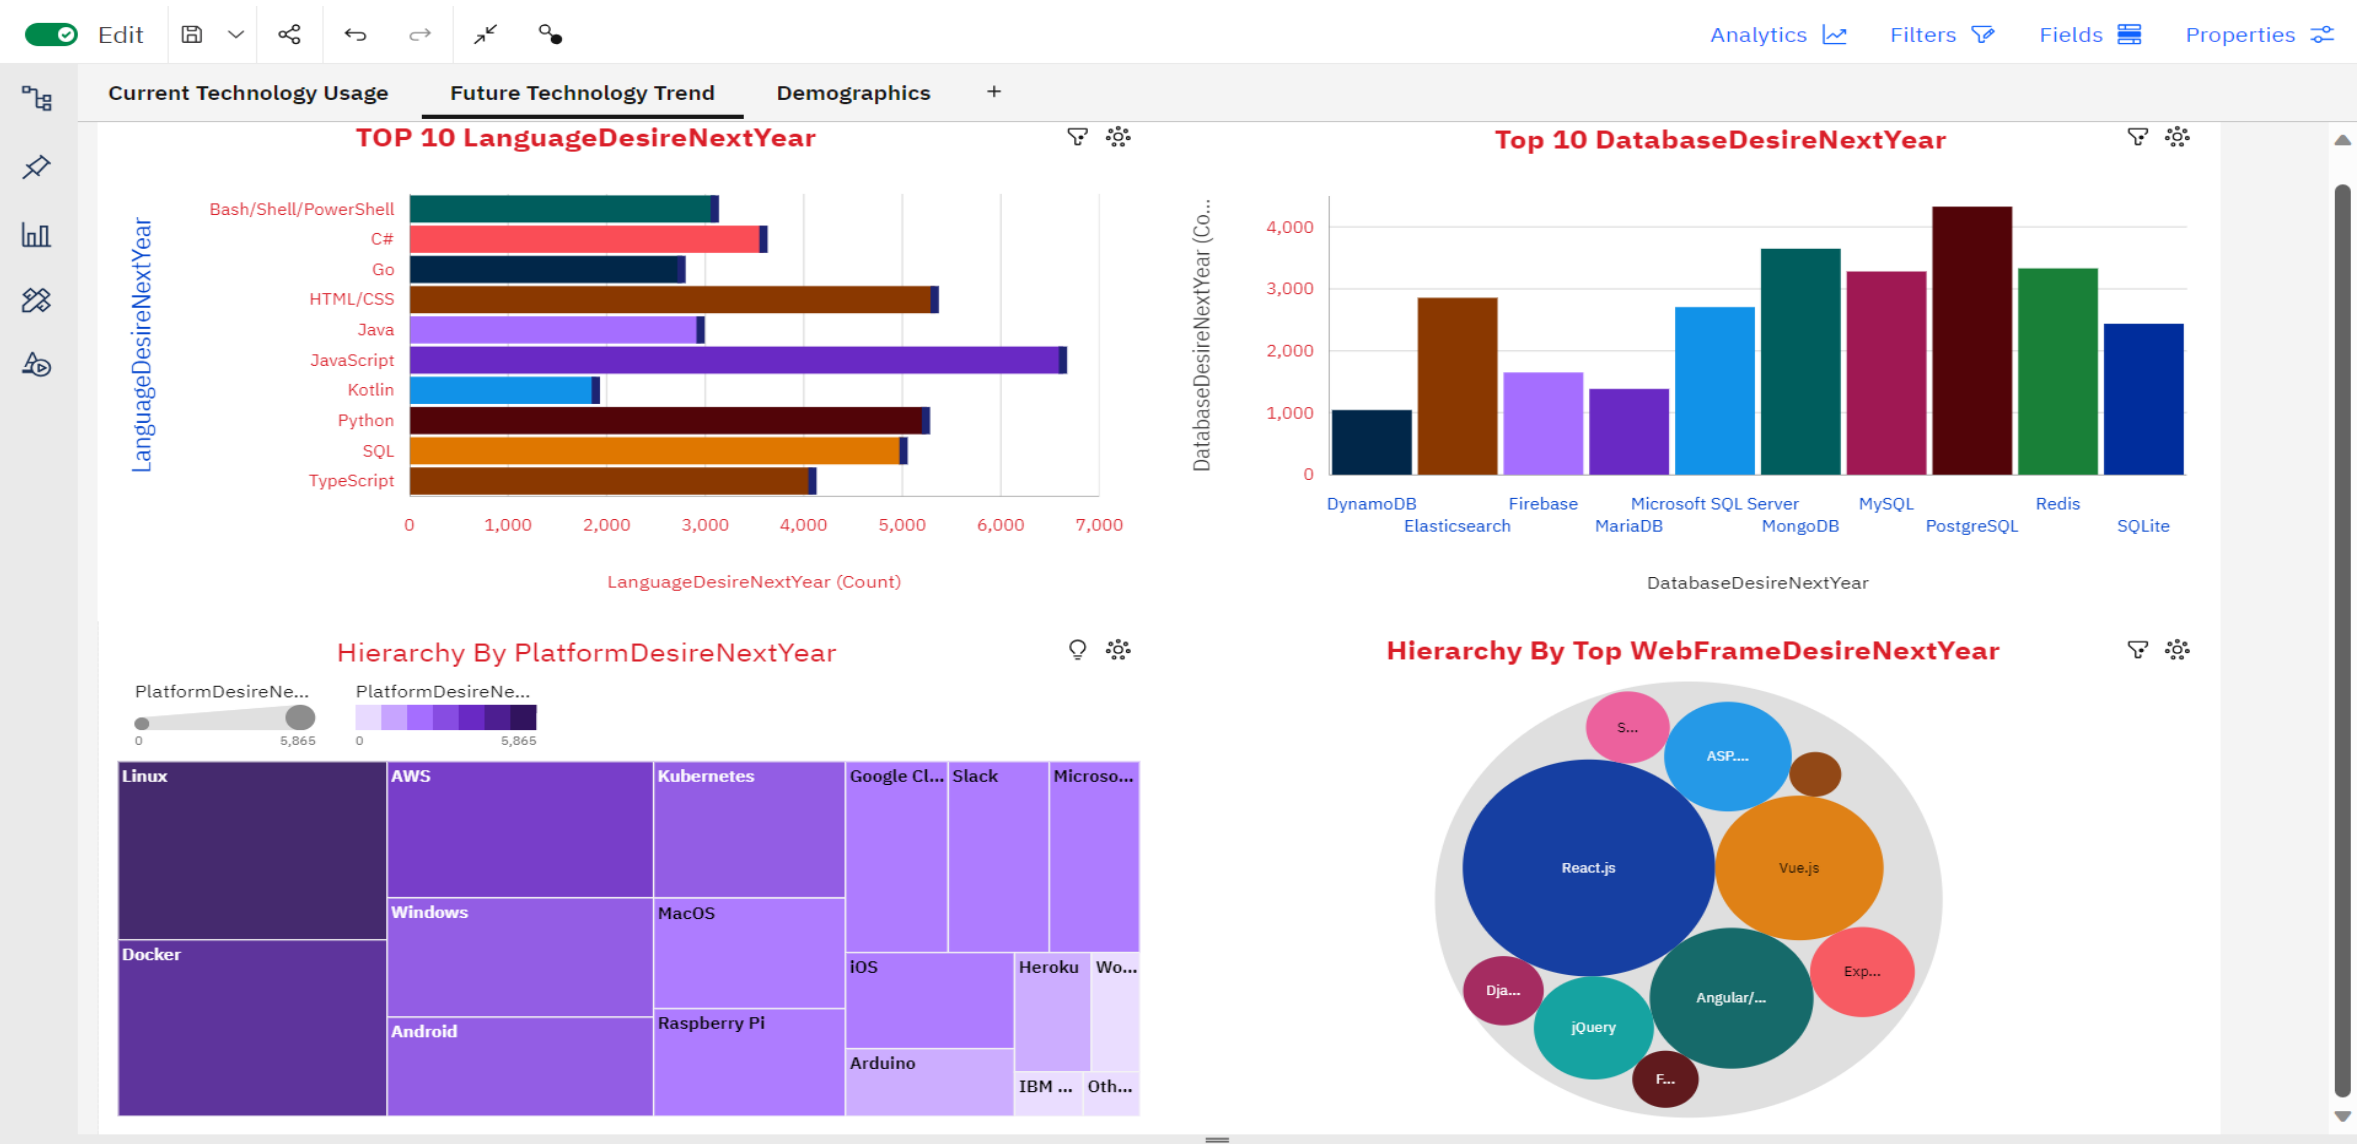 Edit
Analytics
Filters
Fields
Properties
Current Technology Usage
Future Technology Trend
Demographics
+
TOP 10 LanguageDesireNextYear
LanguageDesireNextYear
Bash/Shell/PowerShell
C#
Go
HTML/CSS
Java
JavaScript
Kotlin
Python
SQL
TypeScript
0 1,000 2,000 3,000 4,000 5,000 6,000 7,000
LanguageDesireNextYear (Count)
Top 10 DatabaseDesireNextYear
DatabaseDesireNextYear (Co...
4,000
3,000
2,000
1,000
0
DynamoDB Firebase Microsoft SQL Server MySQL Redis
Elasticsearch MariaDB MongoDB PostgreSQL SQLite
DatabaseDesireNextYear
Hierarchy By PlatformDesireNextYear
PlatformDesireNe...
0 5,865
PlatformDesireNe...
0 5,865
Linux
Docker
AWS
Windows
Android
Kubernetes
MacOS
Raspberry Pi
Google Cl...
Slack
Microso...
iOS
Arduino
Heroku
Wo...
IBM ...
Oth...
Hierarchy By Top WebFrameDesireNextYear
S...
ASP....
React.js
Vue.js
Exp...
Dja...
Angular/...
jQuery
F...